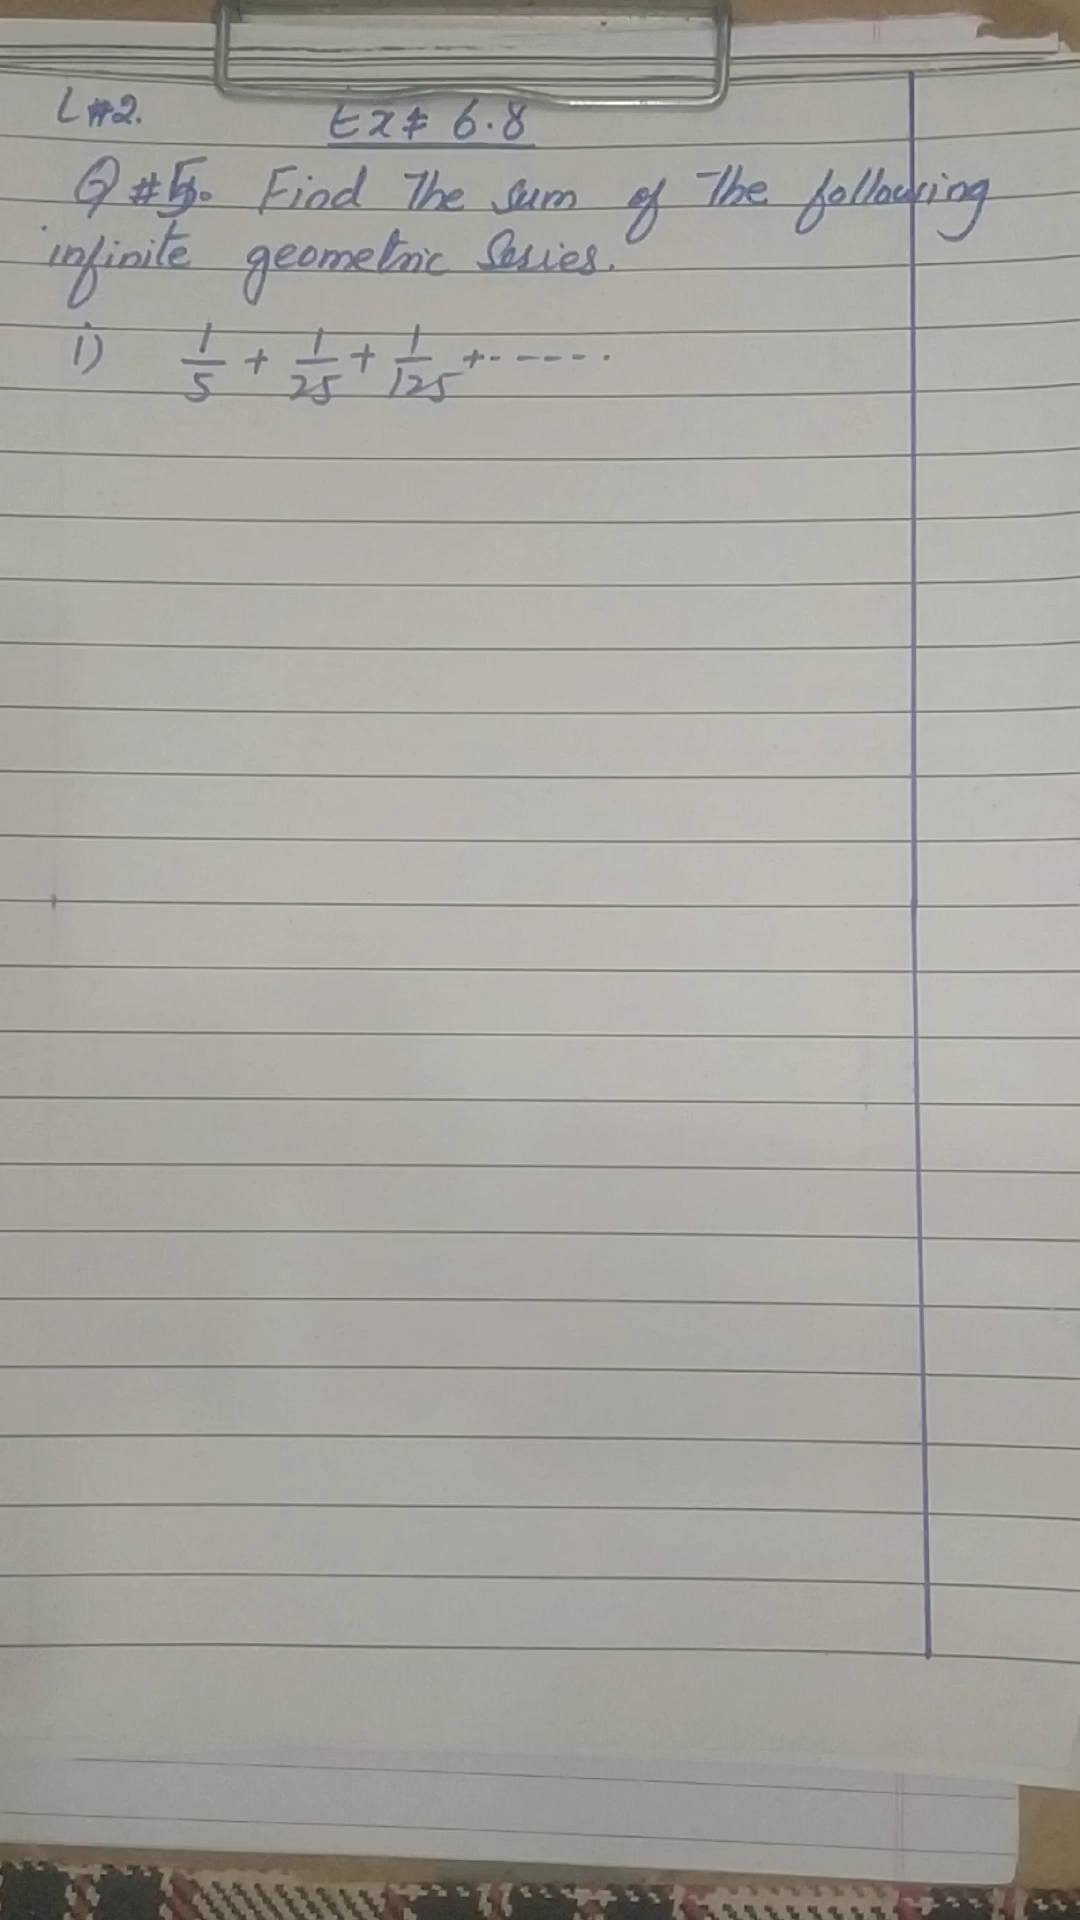 L #2.
Ex # 6.8
Q #5. Find The sum of The following
infinite geometric Series.
i) 1/5 + 1/25 + 1/125 +------.